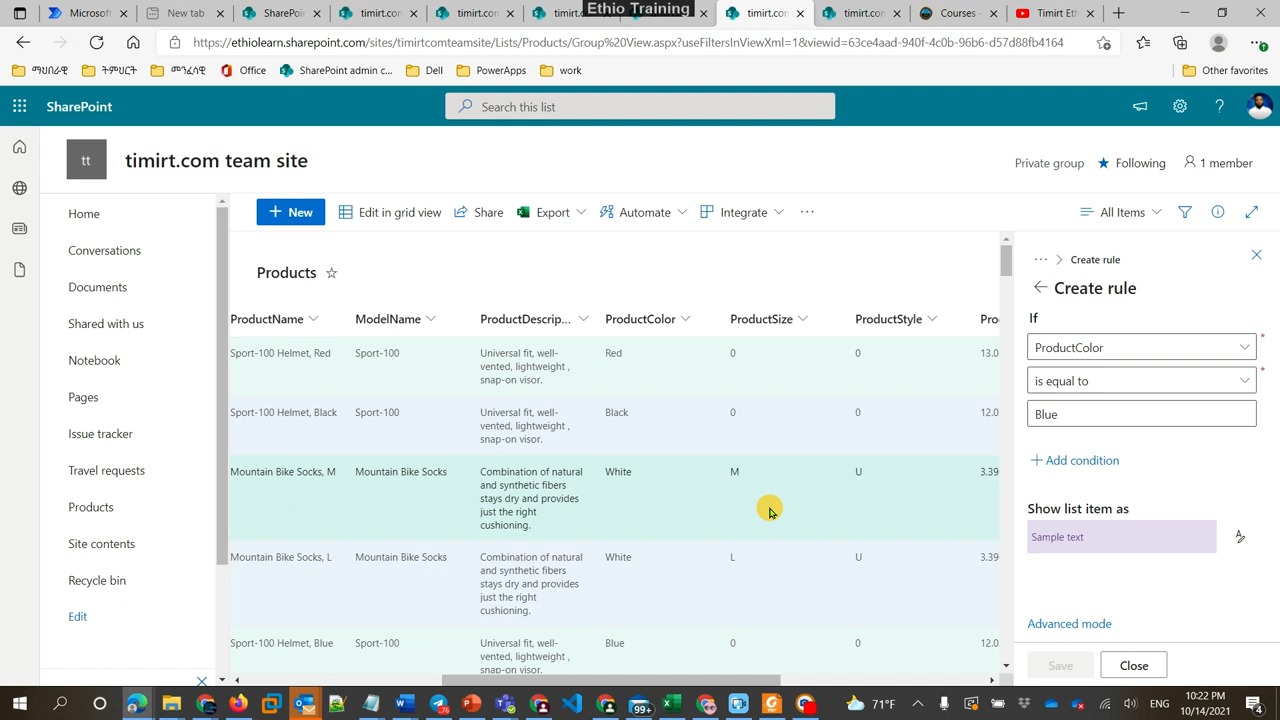 Ethio Training
Microsoft
SharePoi
timirt.co
timirt.co
timirt.
timirt.co
timirt.co
Courses -
Timirt Eth
https://ethiolearn.sharepoint.com/sites/timirtcomteamsite/Lists/Products/Group%20View.aspx?useFiltersInViewXml=1&viewid=63ce4aad-940f-4c0b-96b6-d57d88fb4164
ማህበራዊ
ትምህርት
መንፈሳዊ
Office
SharePoint admin c...
Dell
PowerApps
work
Other favorites
SharePoint
Search this list
tt
timirt.com team site
Private group
Following
1 member
Home
Conversations
Documents
Shared with us
Notebook
Pages
Issue tracker
Travel requests
Products
Site contents
Recycle bin
Edit
New
Edit in grid view
Share
Export
Automate
Integrate
All Items
Products
ProductName ModelName ProductDescrip... ProductColor ProductSize ProductStyle Pro
Sport-100 Helmet, Red Sport-100 Universal fit, well- Red 0 0 13.0
vented, lightweight ,
snap-on visor.
Sport-100 Helmet, Black Sport-100 Universal fit, well- Black 0 0 12.0
vented, lightweight ,
snap-on visor.
Mountain Bike Socks, M Mountain Bike Socks Combination of natural White M U 3.39
and synthetic fibers
stays dry and provides
just the right
cushioning.
Mountain Bike Socks, L Mountain Bike Socks Combination of natural White L U 3.39
and synthetic fibers
stays dry and provides
just the right
cushioning.
Sport-100 Helmet, Blue Sport-100 Universal fit, well- Blue 0 0 12.0
vented, lightweight ,
snap-on visor.
Create rule
Create rule
If
ProductColor
*
is equal to
*
Blue
Add condition
Show list item as
Sample text
Advanced mode
Save
Close
99+
71°F
ENG
10:22 PM
10/14/2021
4